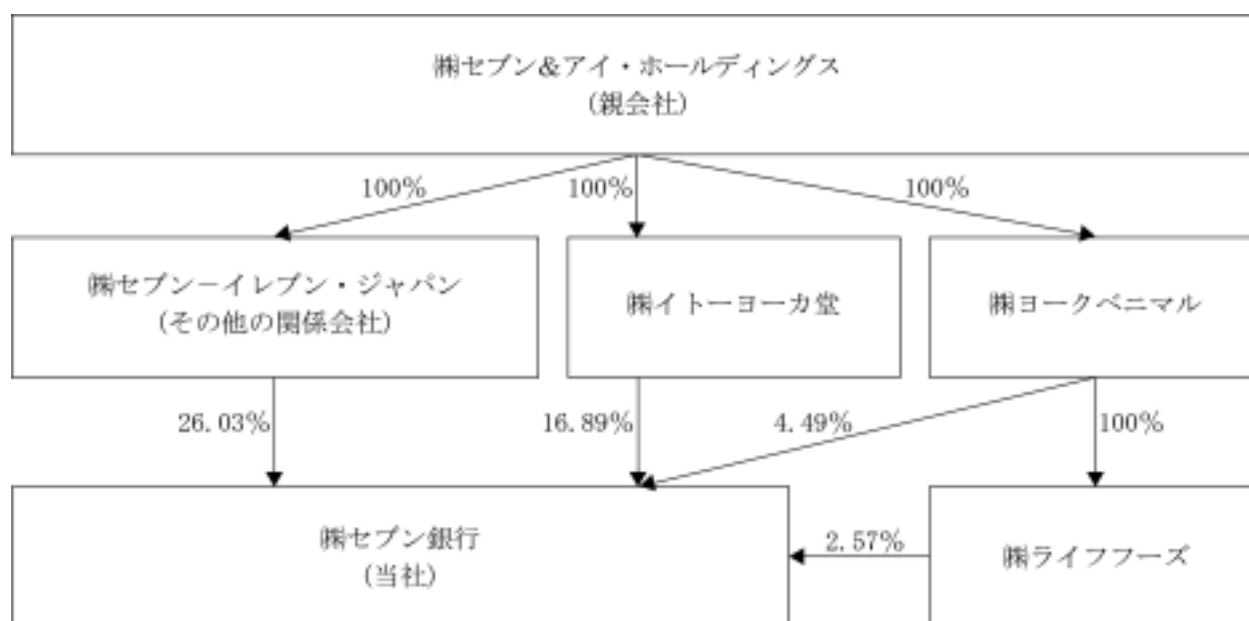 ㈱セブン＆アイ・ホールディングス
(親会社)
100%
100%
100%
㈱セブン－イレブン・ジャパン
(その他の関係会社)
㈱イトーヨーカ堂
㈱ヨークベニマル
26.03%
16.89%
4.49%
100%
㈱セブン銀行
(当社)
2.57%
㈱ライフフーズ